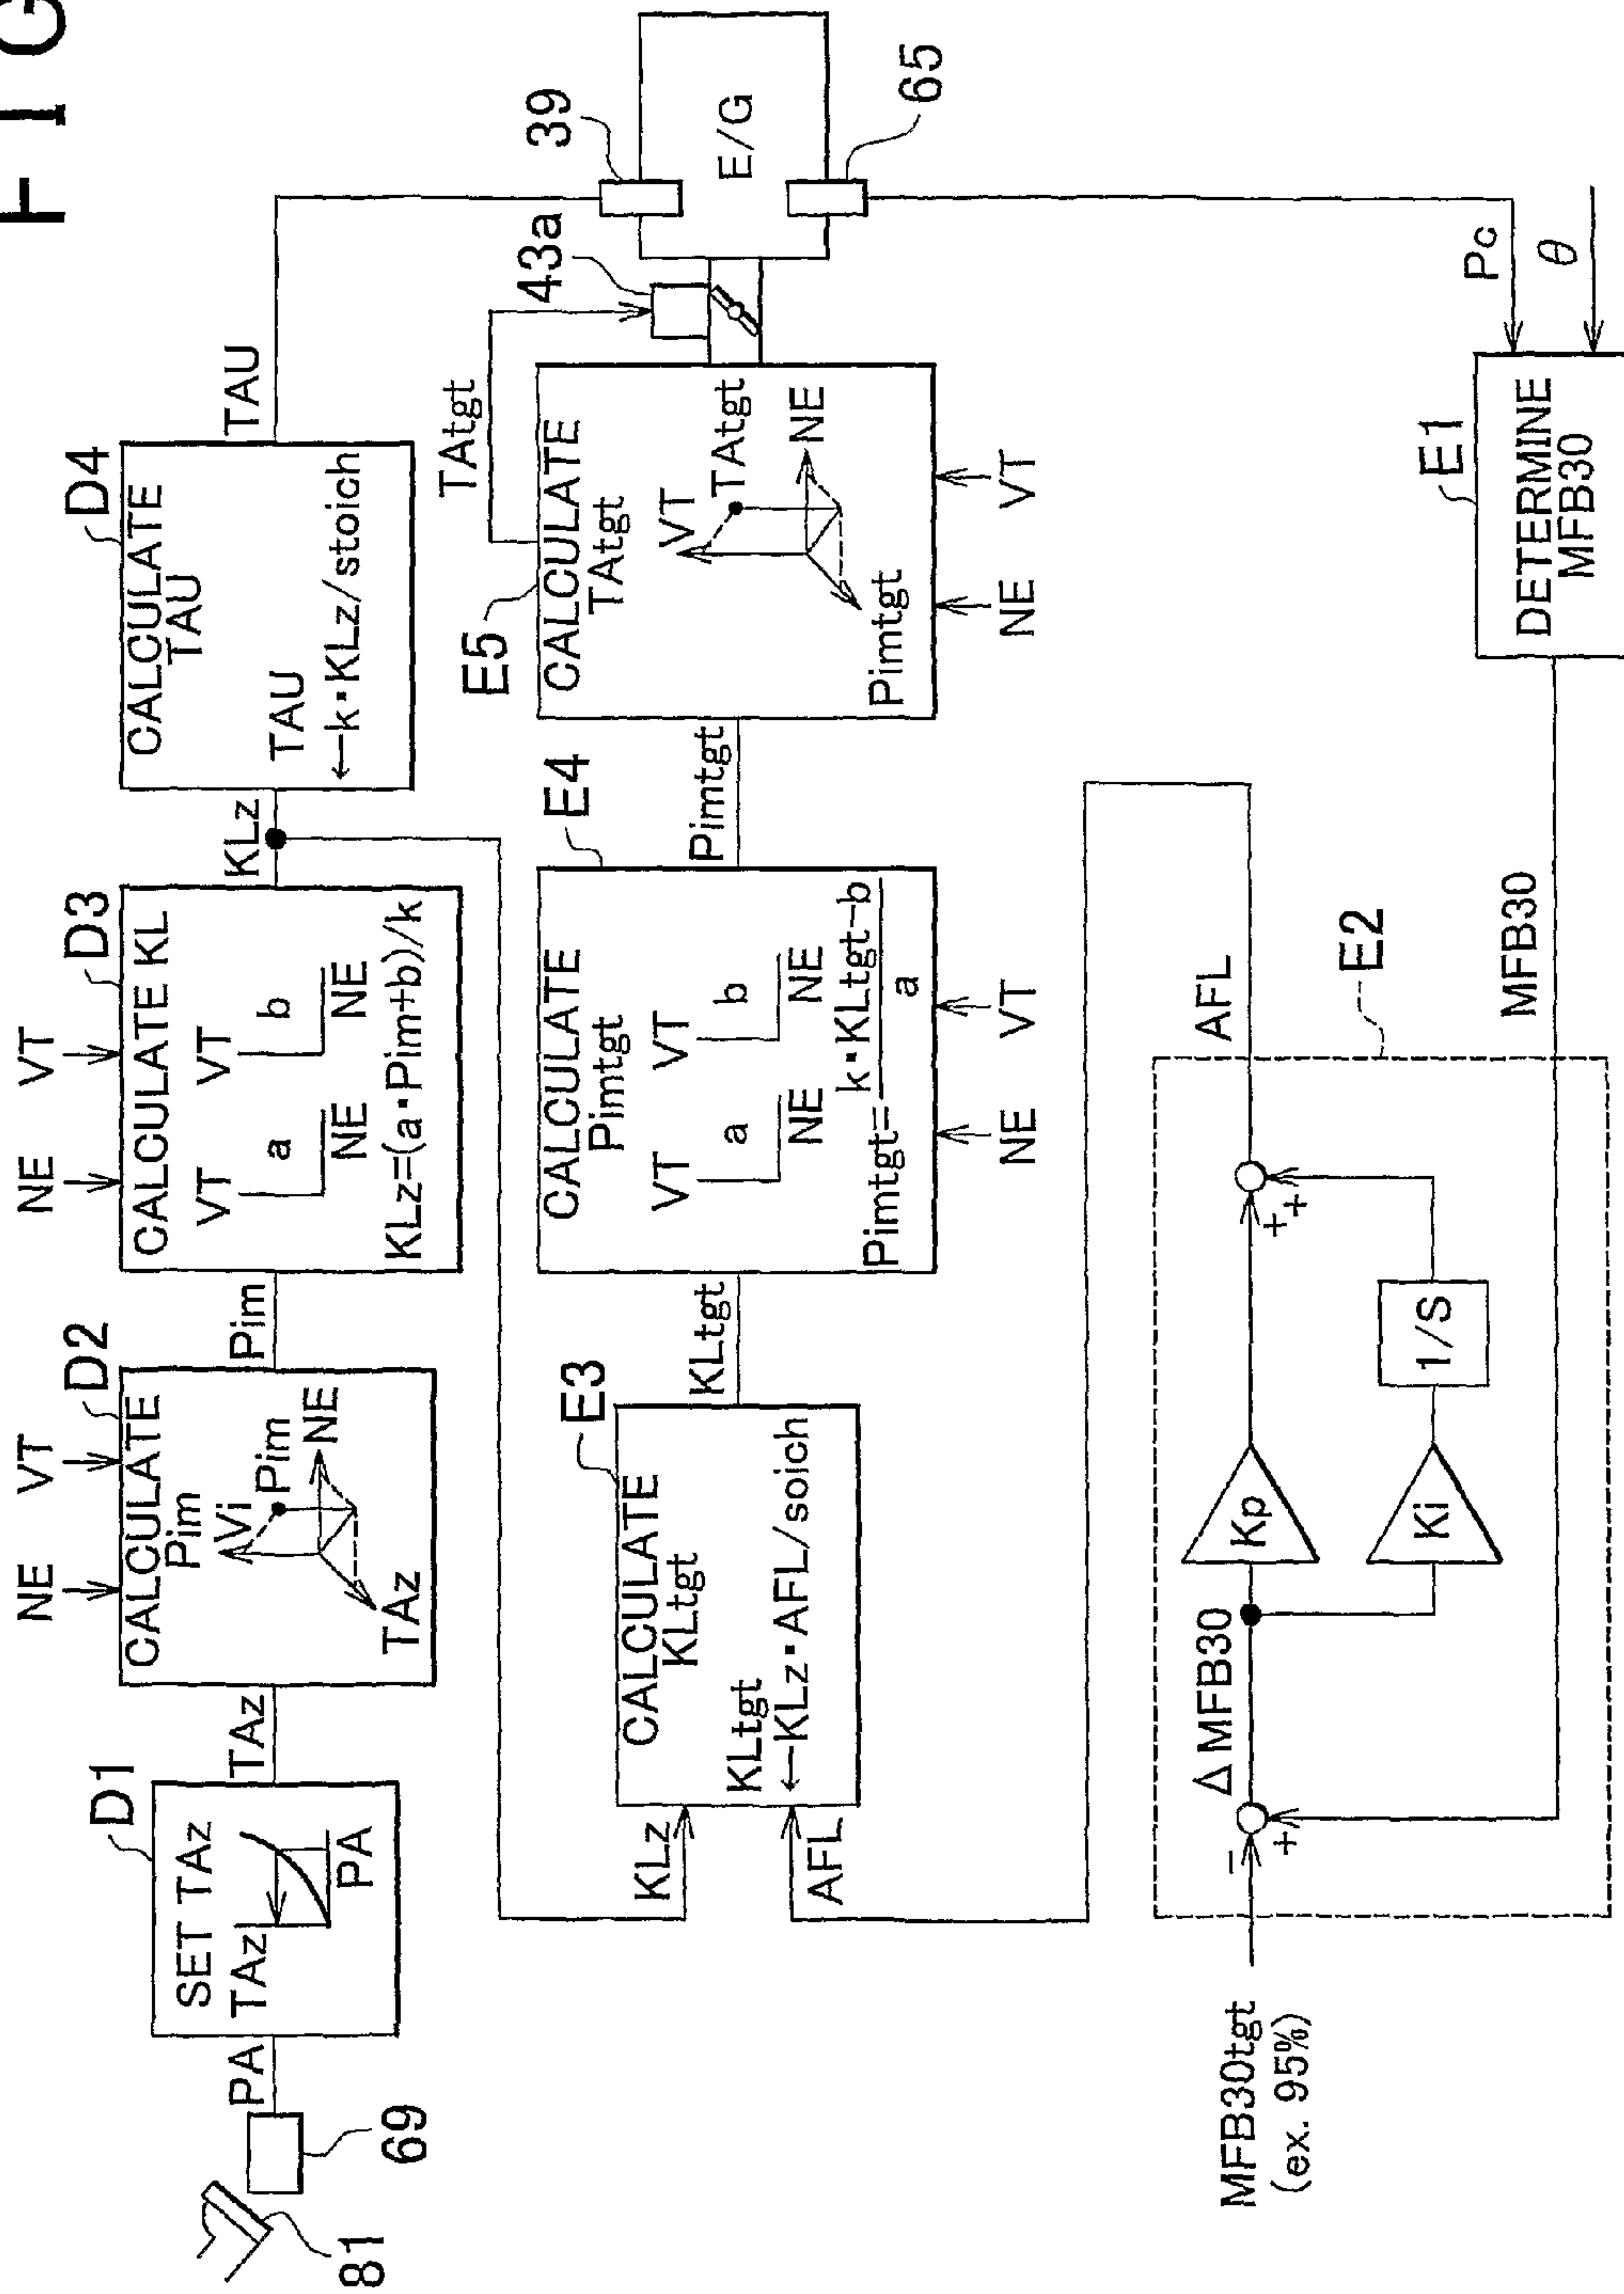 FIG
81
69
PA
D1
SET TAz
TAz
PA
TAz
NE
VT
D2
CALCULATE
Pim
Vi
Pim
NE
TAz
Pim
NE
VT
D3
CALCULATE KL
VT
a
NE
VT
b
NE
KLz=(a·Pim+b)/k
KLz
D4
CALCULATE
TAU
TAU
←k·KLz/stoich
TAU
39
E/G
65
43a
KLz
AFL
E3
CALCULATE
KLtgt
KLtgt
←KLz·AFL/soich
KLtgt
E4
CALCULATE
Pimtgt
VT
a
NE
VT
b
NE
Pimtgt=
k·KLtgt-b
a
NE
VT
Pimtgt
E5
CALCULATE
TAtgt
VT
TAtgt
NE
Pimtgt
NE
VT
TAtgt
MFB30tgt
(ex. 95%)
−
+
Δ MFB30
Kp
Ki
1/S
+
+
AFL
E2
MFB30
E1
DETERMINE
MFB30
Pc
θ